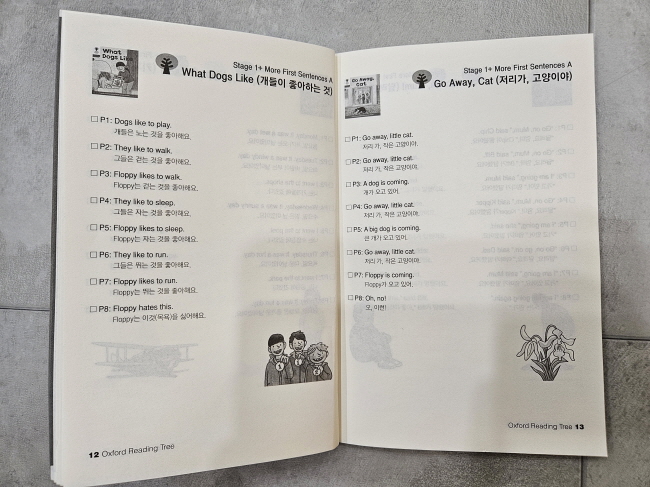 What
Dogs Like
Stage 1+ More First Sentences A
What Dogs Like (개들이 좋아하는 것)
P1: Dogs like to play.
개들은 노는 것을 좋아해요.
P2: They like to walk.
그들은 걷는 것을 좋아해요.
P3: Floppy likes to walk.
Floppy는 걷는 것을 좋아해요.
P4: They like to sleep.
그들은 자는 것을 좋아해요.
P5: Floppy likes to sleep.
Floppy는 자는 것을 좋아해요.
P6: They like to run.
그들은 뛰는 것을 좋아해요.
P7: Floppy likes to run.
Floppy는 뛰는 것을 좋아해요.
P8: Floppy hates this.
Floppy는 이것(목욕)을 싫어해요.
12 Oxford Reading Tree
Go Away,
Cat
Stage 1+ More First Sentences A
Go Away, Cat (저리가, 고양이야)
P1: Go away, little cat.
저리 가, 작은 고양이야.
P2: Go away, little cat.
저리 가, 작은 고양이야.
P3: A dog is coming.
개가 오고 있어.
P4: Go away, little cat.
저리 가, 작은 고양이야.
P5: A big dog is coming.
큰 개가 오고 있어.
P6: Go away, little cat.
저리 가, 작은 고양이야.
P7: Floppy is coming.
Floppy가 오고 있어.
P8: Oh, no!
오, 이런!
Oxford Reading Tree 13